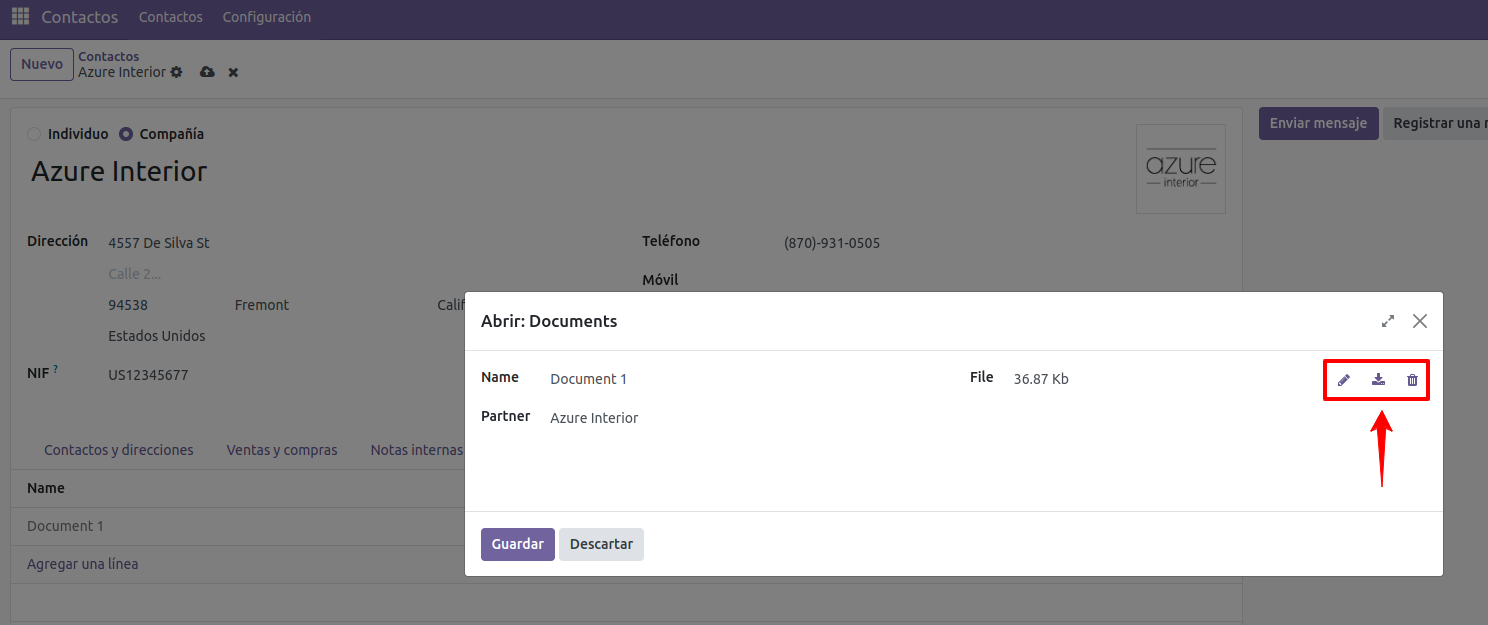 Contactos Contactos Configuración
Nuevo
Contactos
Azure Interior
Individuo Compañía
Azure Interior
azure
interior
Enviar mensaje Registrar una
Dirección 4557 De Silva St
Calle 2...
94538 Fremont
Estados Unidos
NIF ? US12345677
Teléfono (870)-931-0505
Móvil
Contactos y direcciones Ventas y compras Notas internas
Name
Document 1
Agregar una línea
Abrir: Documents
Name Document 1
File 36.87 Kb
Partner Azure Interior
Guardar Descartar